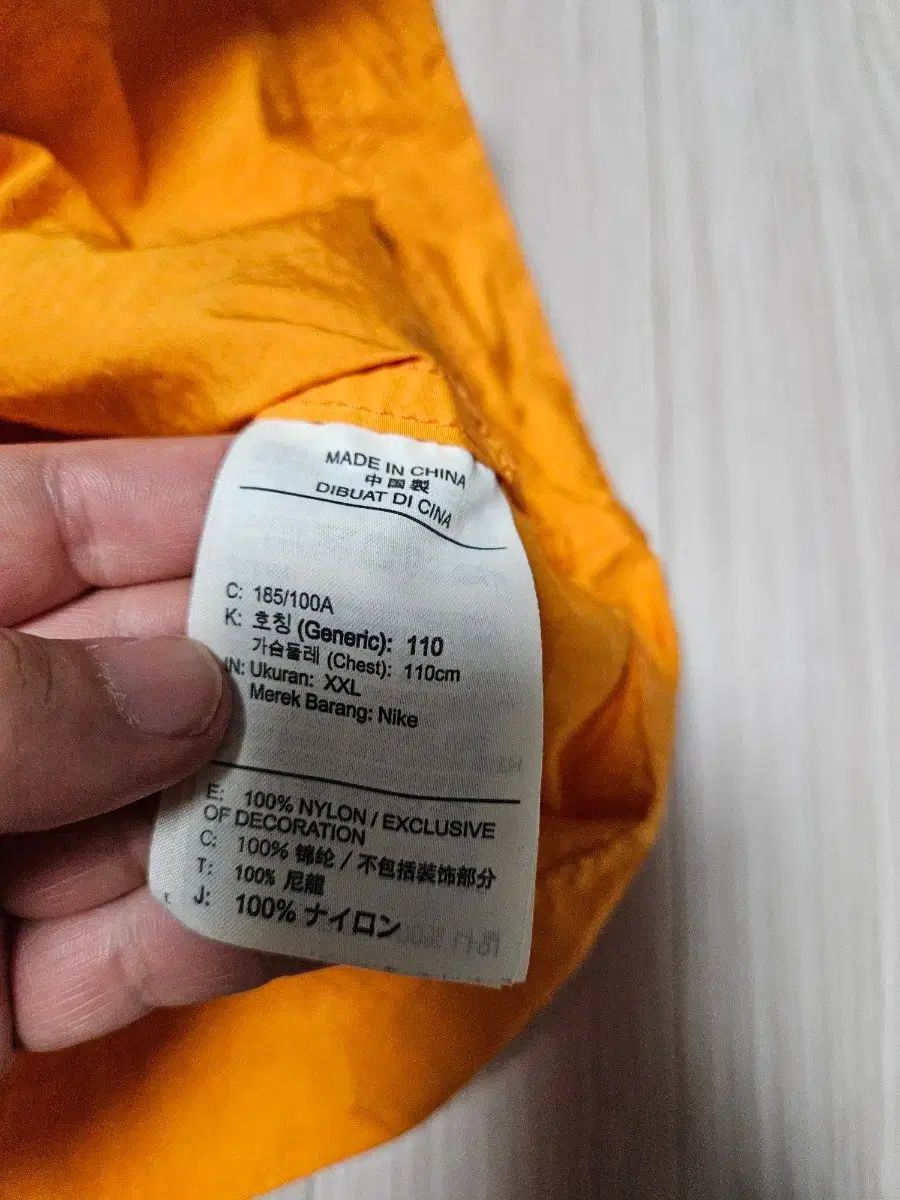 MADE IN CHINA
中国製
DIBUAT DI CINA
C: 185/100A
K: 호칭 (Generic): 110
가슴둘레 (Chest): 110cm
IN: Ukuran: XXL
Merek Barang: Nike
E: 100% NYLON / EXCLUSIVE
OF DECORATION
C: 100% 锦纶 / 不包括装饰部分
T: 100% 尼龍
J: 100% ナイロン